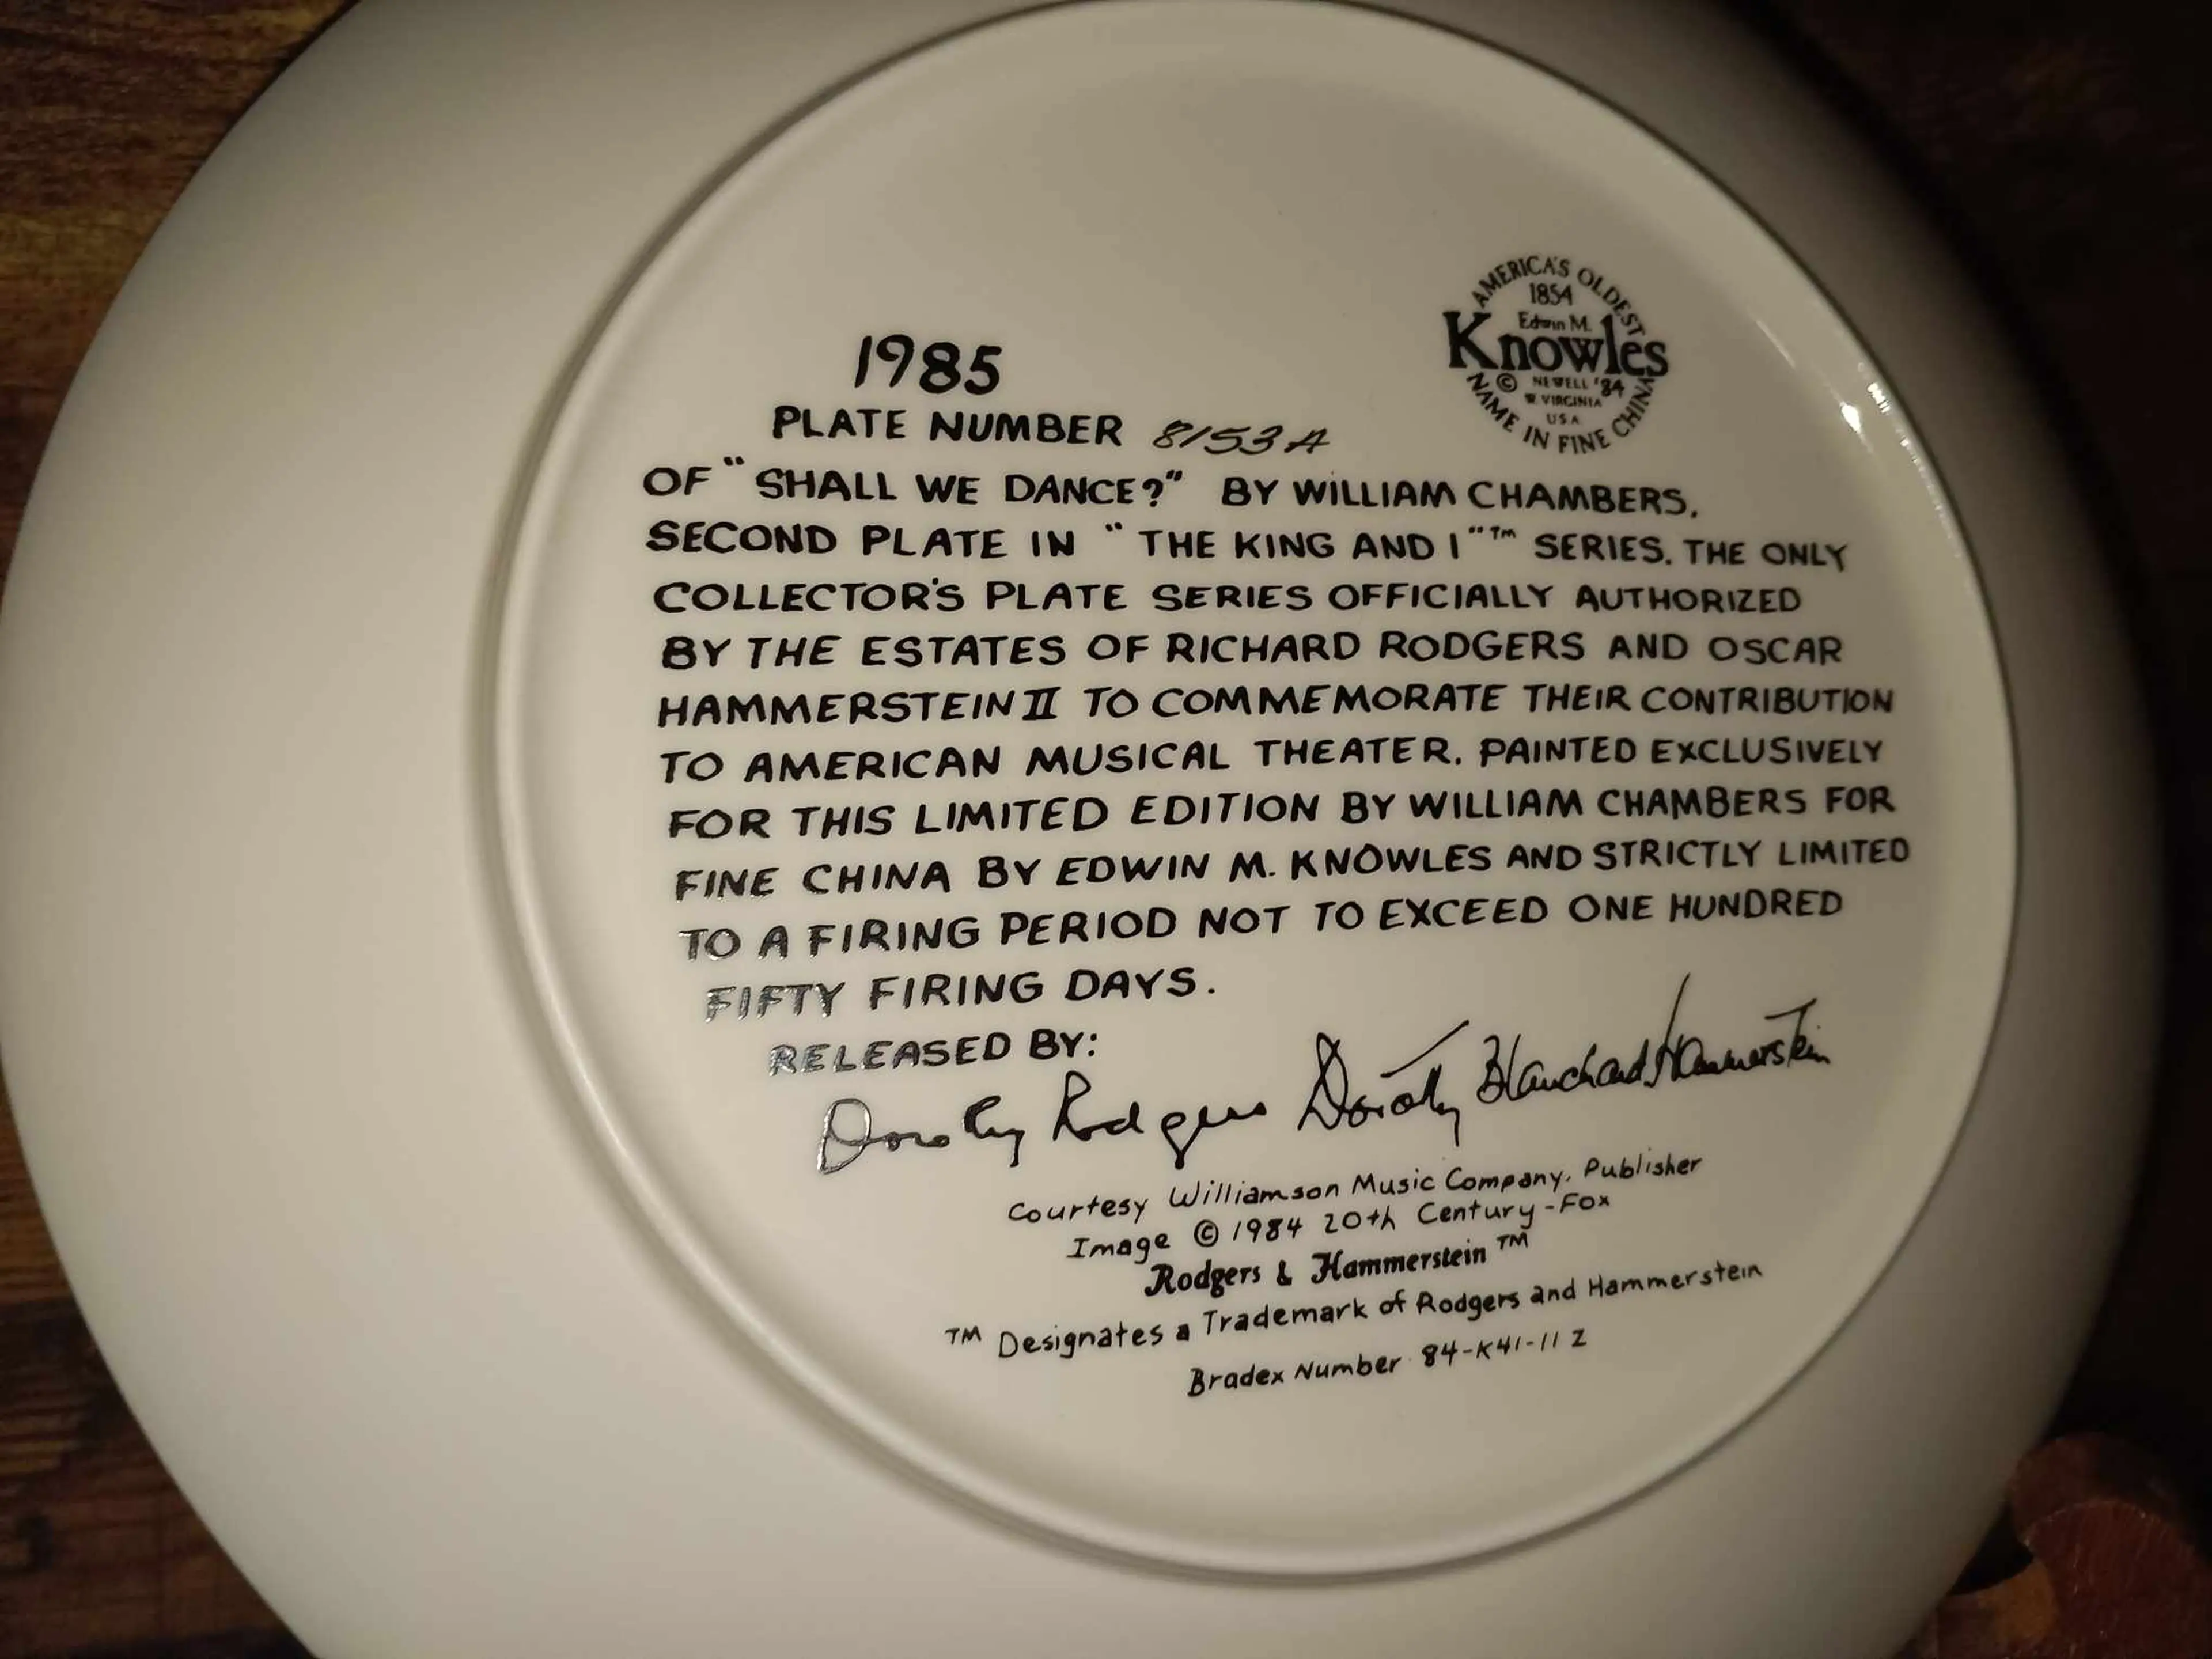 AMERICA'S OLDEST
1854
Edwin M.
Knowles
© NEWELL '84
W VIRGINIA
USA
NAME IN FINE CHINA
1985
PLATE NUMBER 8153A
OF "SHALL WE DANCE?" BY WILLIAM CHAMBERS,
SECOND PLATE IN "THE KING AND I"™ SERIES. THE ONLY
COLLECTOR'S PLATE SERIES OFFICIALLY AUTHORIZED
BY THE ESTATES OF RICHARD RODGERS AND OSCAR
HAMMERSTEIN II TO COMMEMORATE THEIR CONTRIBUTION
TO AMERICAN MUSICAL THEATER. PAINTED EXCLUSIVELY
FOR THIS LIMITED EDITION BY WILLIAM CHAMBERS FOR
FINE CHINA BY EDWIN M. KNOWLES AND STRICTLY LIMITED
TO A FIRING PERIOD NOT TO EXCEED ONE HUNDRED
FIFTY FIRING DAYS.
RELEASED BY:
Dorothy Rodgers Dorothy Blanchard Hammerstein
Courtesy Williamson Music Company, Publisher
Image © 1984 20th Century-Fox
Rodgers & Hammerstein™
™ Designates a Trademark of Rodgers and Hammerstein
Bradex Number 84-K41-11 Z